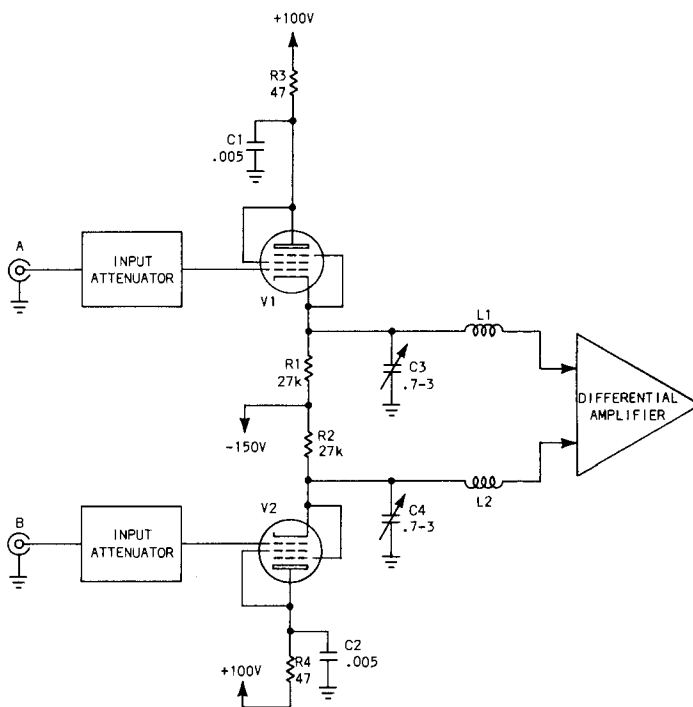 +100V
R3
47
C1
.005
A
INPUT
ATTENUATOR
V1
L1
R1
27k
C3
.7-3
DIFFERENTIAL
AMPLIFIER
-150V
R2
27k
L2
V2
C4
.7-3
B
INPUT
ATTENUATOR
C2
.005
R4
47
+100V